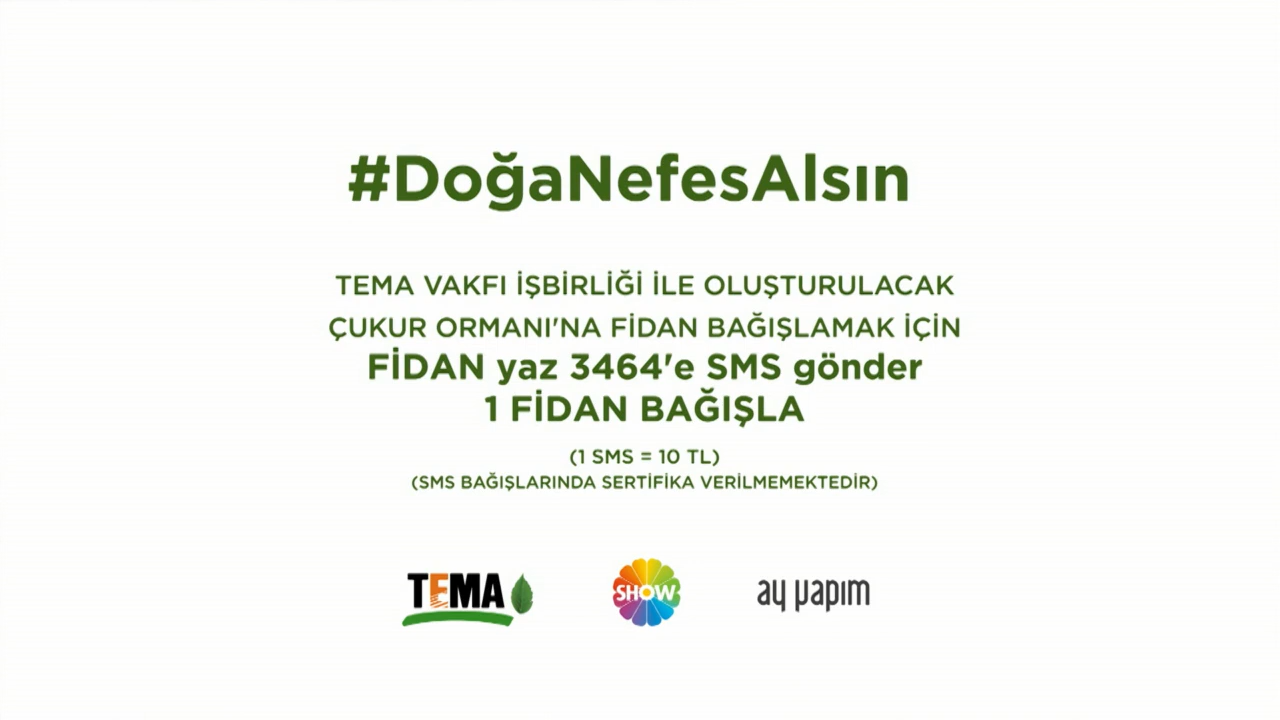 #DoğaNefesAlsın
TEMA VAKFI İŞBİRLİĞİ İLE OLUŞTURULACAK
ÇUKUR ORMANI'NA FİDAN BAĞIŞLAMAK İÇİN
FİDAN yaz 3464'e SMS gönder
1 FİDAN BAĞIŞLA
(1 SMS = 10 TL)
(SMS BAĞIŞLARINDA SERTİFİKA VERİLMEMEKTEDİR)
TEMA SHOW ay yapım